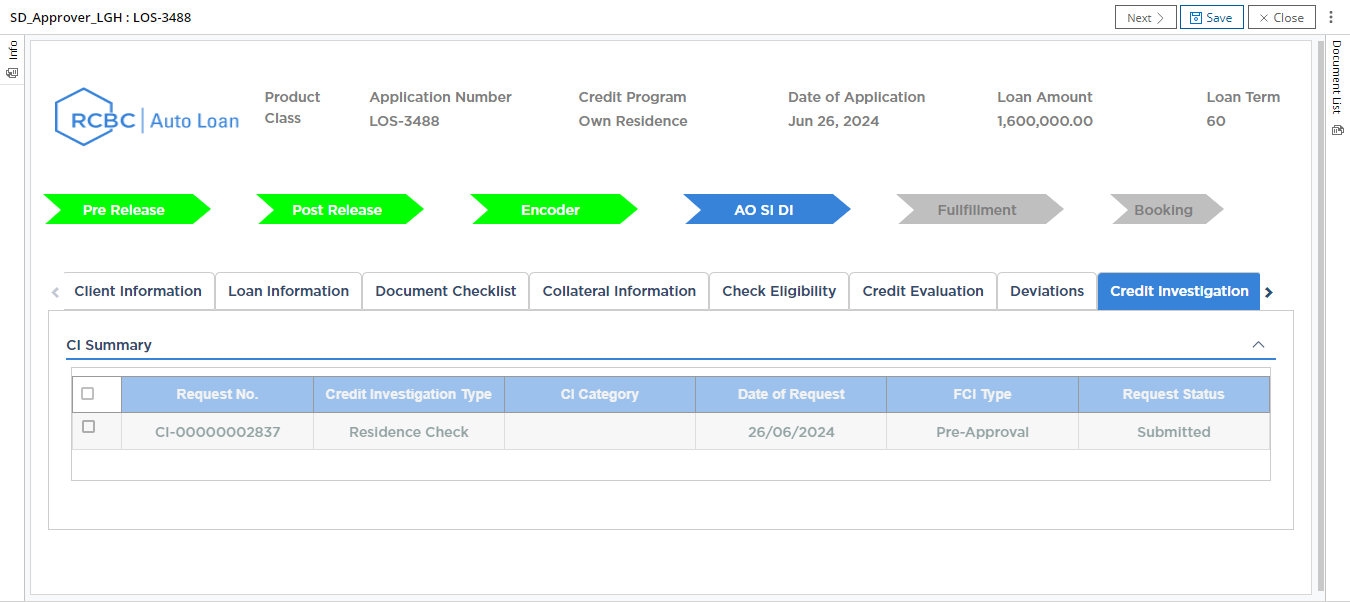 SD_Approver_LGH : LOS-3488
Next
Save
Close
Info
Document List
RCBC Auto Loan
Product Class
Application Number
LOS-3488
Credit Program
Own Residence
Date of Application
Jun 26, 2024
Loan Amount
1,600,000.00
Loan Term
60
Pre Release
Post Release
Encoder
AO SI DI
Fullfillment
Booking
Client Information
Loan Information
Document Checklist
Collateral Information
Check Eligibility
Credit Evaluation
Deviations
Credit Investigation
CI Summary
Request No. Credit Investigation Type CI Category Date of Request FCI Type Request Status
CI-00000002837 Residence Check 26/06/2024 Pre-Approval Submitted